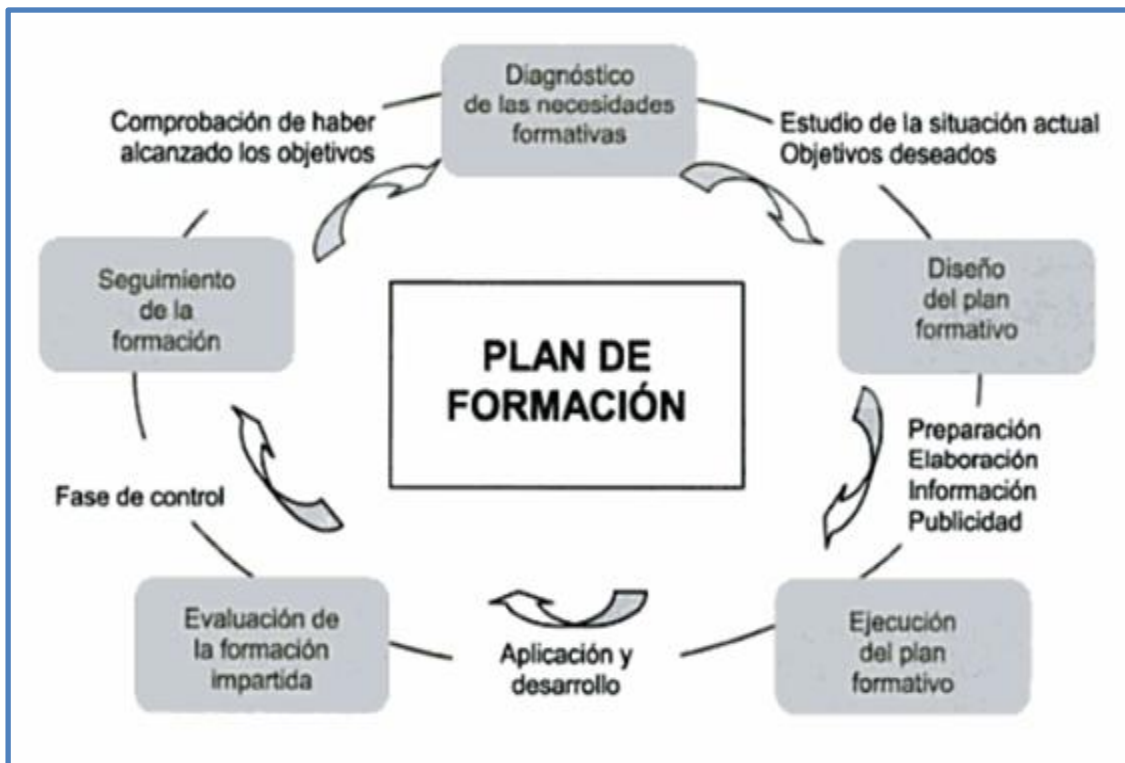 Diagnóstico
de las necesidades
formativas
Estudio de la situación actual
Objetivos deseados
Diseño
del plan
formativo
Preparación
Elaboración
Información
Publicidad
Ejecución
del plan
formativo
Aplicación y
desarrollo
Evaluación de
la formación
impartida
Fase de control
Seguimiento
de la
formación
Comprobación de haber
alcanzado los objetivos
PLAN DE
FORMACIÓN